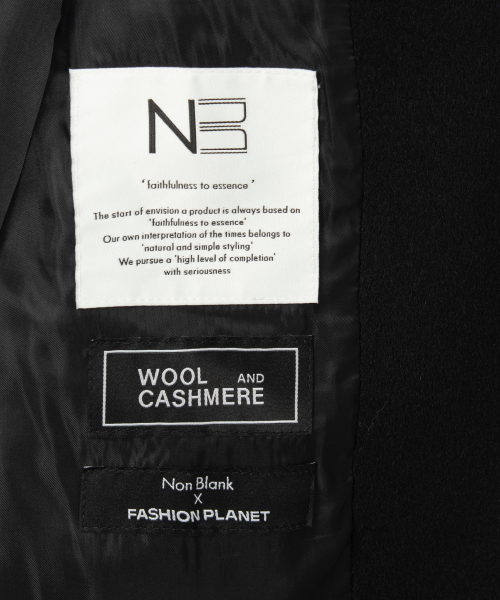 NB
'faithfulness to essence'
The start of envision a product is always based on
'faithfulness to essence'
Our own interpretation of the times belongs to
'natural and simple styling'
We pursue a 'high level of completion'
with seriousness
WOOL AND
CASHMERE
Non Blank
X
FASHION PLANET